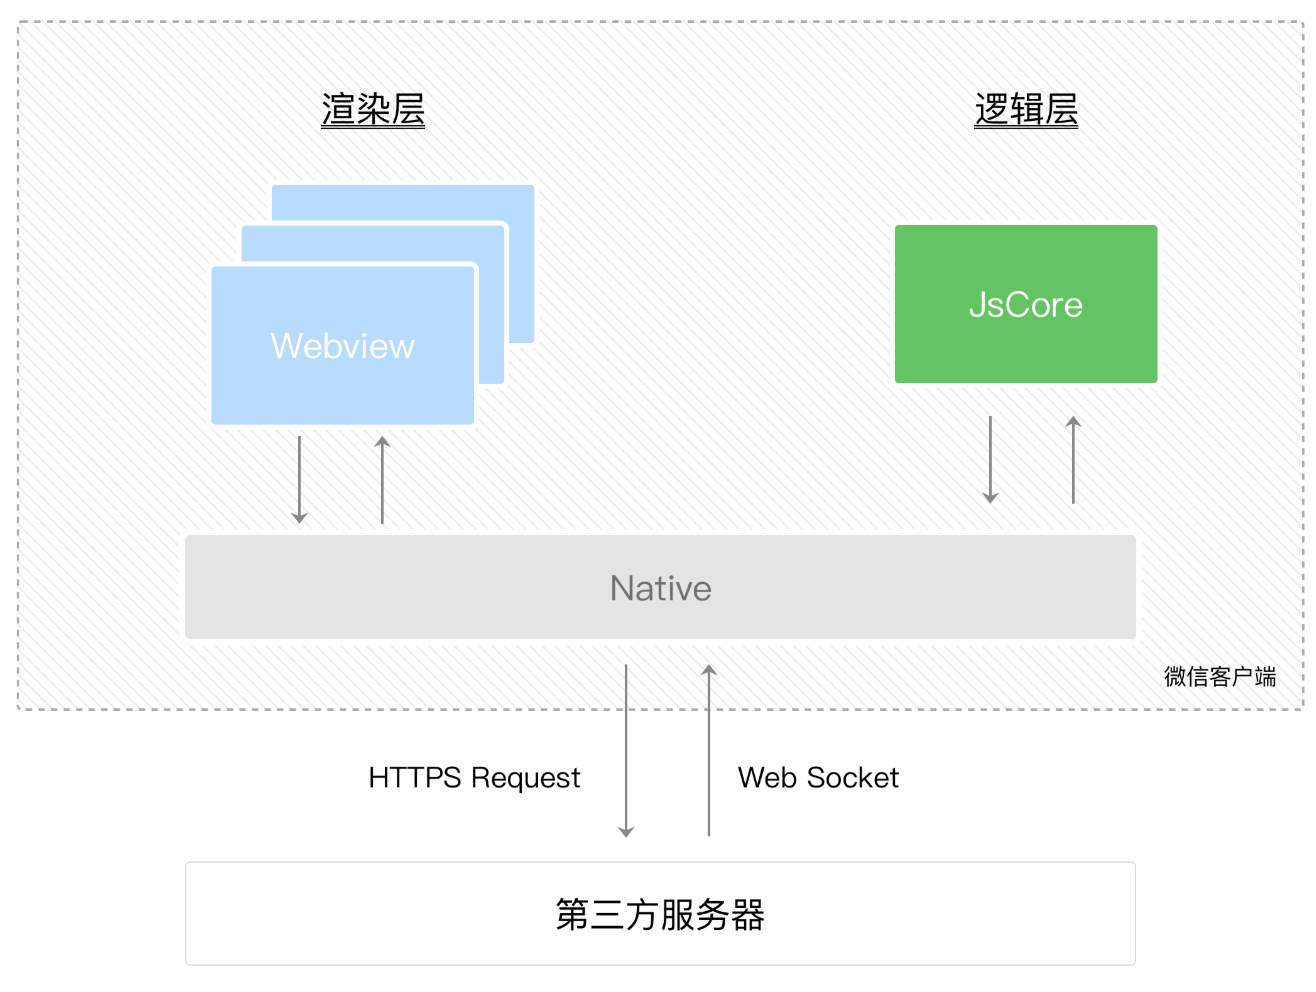 渲染层
逻辑层
Webview
JsCore
Native
微信客户端
HTTPS Request
Web Socket
第三方服务器